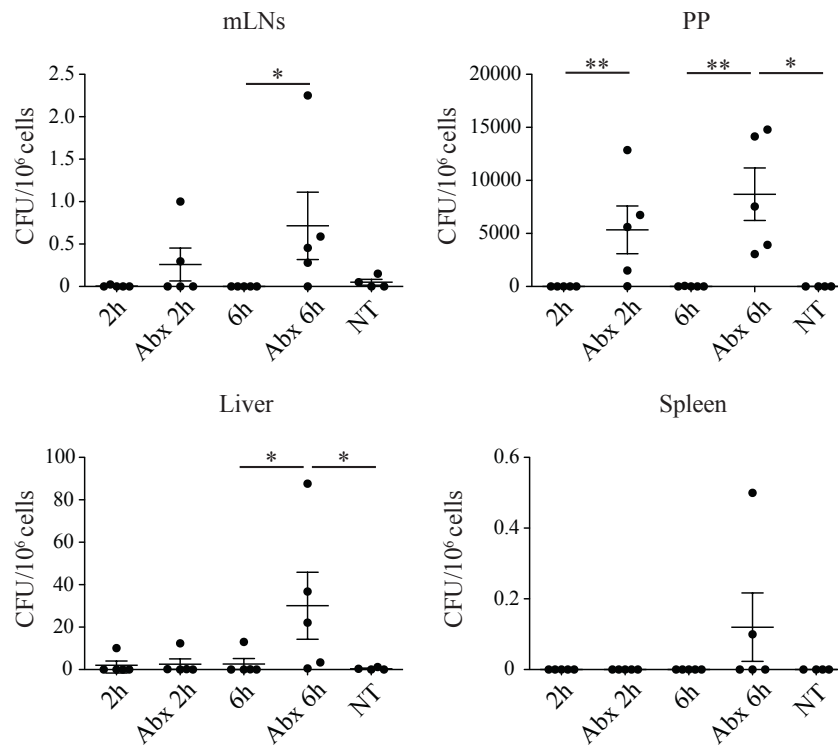 mLNs
CFU/10⁶ cells
2.5
2.0
1.5
1.0
0.5
0
*
2h
Abx 2h
6h
Abx 6h
NT
PP
CFU/10⁶ cells
20000
15000
10000
5000
0
** ** *
2h
Abx 2h
6h
Abx 6h
NT
Liver
CFU/10⁶ cells
100
80
60
40
20
0
* *
2h
Abx 2h
6h
Abx 6h
NT
Spleen
CFU/10⁶ cells
0.6
0.4
0.2
0
2h
Abx 2h
6h
Abx 6h
NT